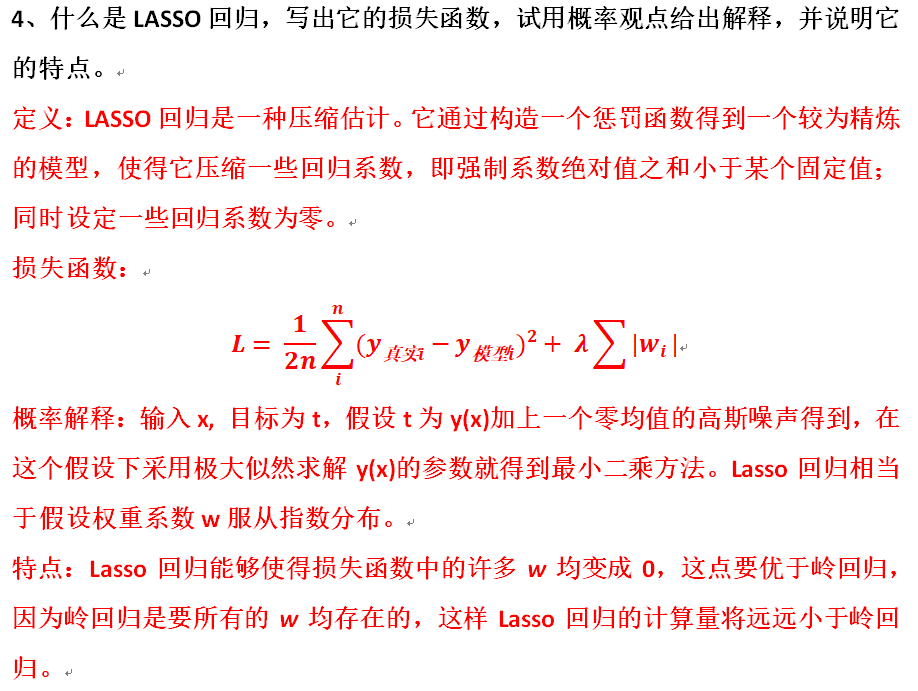 4、什么是 LASSO 回归，写出它的损失函数，试用概率观点给出解释，并说明它
的特点。
定义：LASSO 回归是一种压缩估计。它通过构造一个惩罚函数得到一个较为精炼
的模型，使得它压缩一些回归系数，即强制系数绝对值之和小于某个固定值；
同时设定一些回归系数为零。
损失函数：
L = 1/2n ∑_i^n (y_真实i − y_模型i)² + λ ∑ |w_i|
概率解释：输入 x, 目标为 t，假设 t 为 y(x)加上一个零均值的高斯噪声得到，在
这个假设下采用极大似然求解 y(x)的参数就得到最小二乘方法。Lasso 回归相当
于假设权重系数 w 服从指数分布。
特点：Lasso 回归能够使得损失函数中的许多 w 均变成 0，这点要优于岭回归，
因为岭回归是要所有的 w 均存在的，这样 Lasso 回归的计算量将远远小于岭回
归。